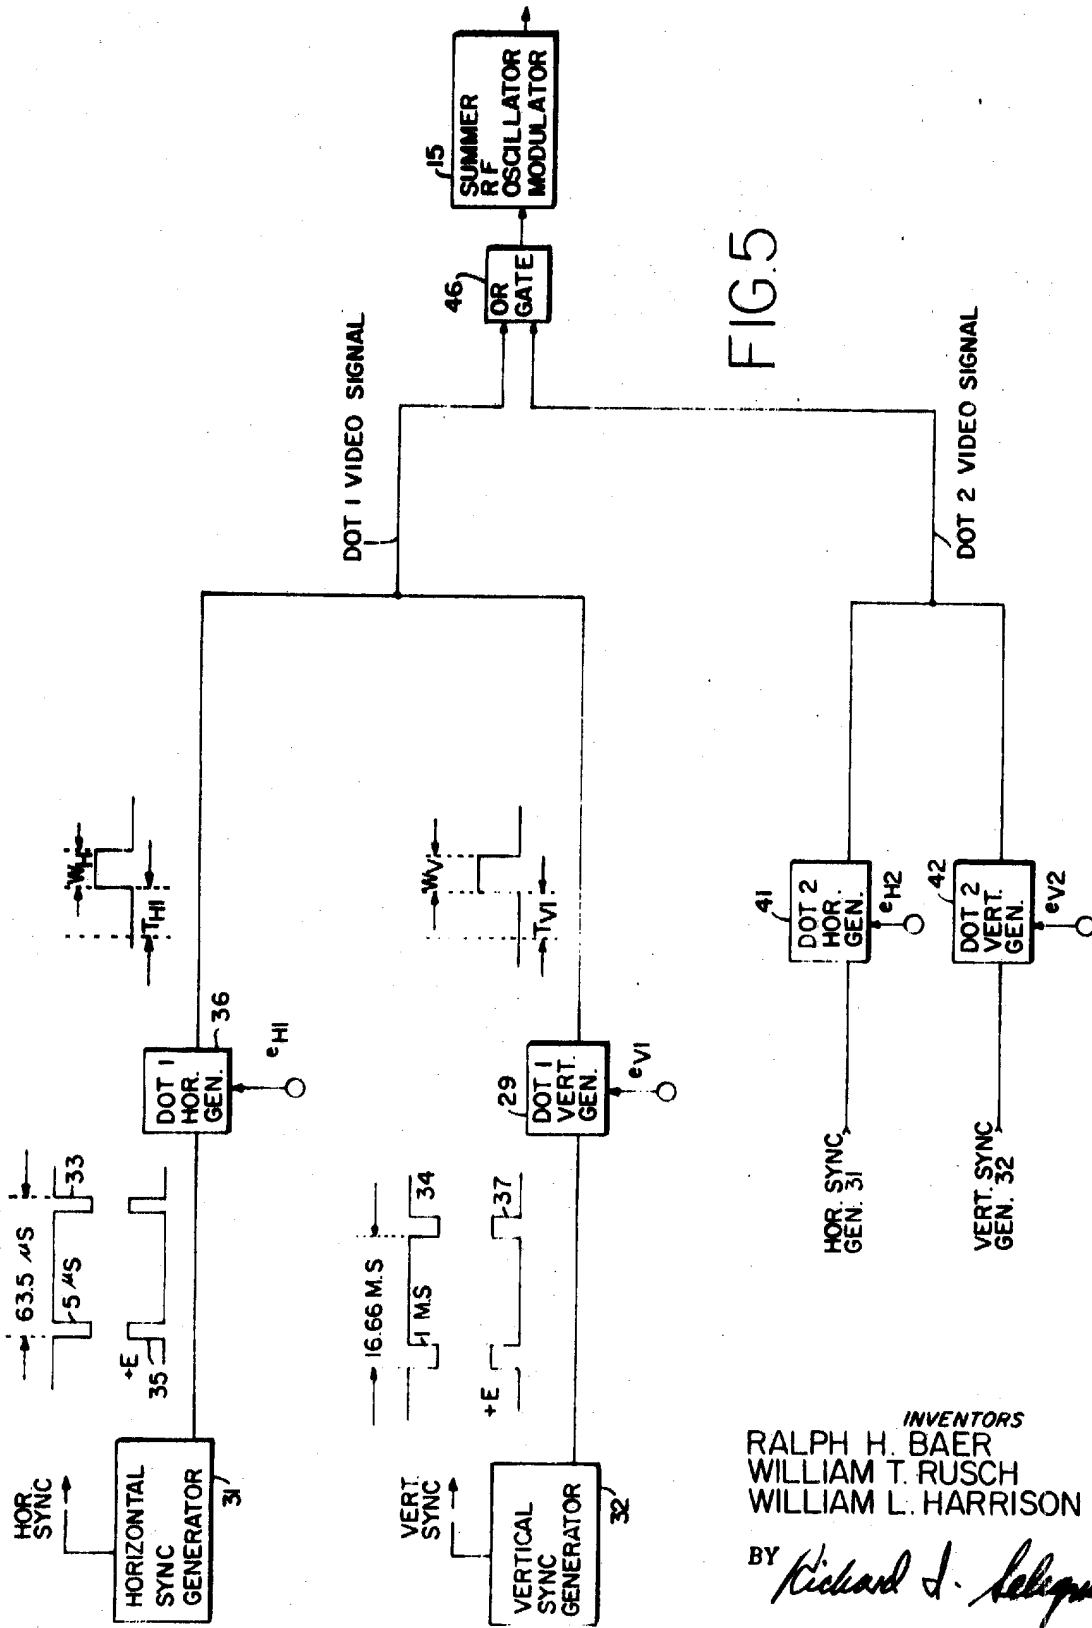 HOR.
SYNC
HORIZONTAL
SYNC
GENERATOR
31
63.5 µS
5 µS
33
+E
35
DOT 1
HOR.
GEN.
36
eH1
WH
TH1
VERT.
SYNC
VERTICAL
SYNC
GENERATOR
32
16.66 M.S
1 M.S
34
+E
37
29
DOT 1
VERT.
GEN.
eV1
WV
TV1
DOT 1 VIDEO SIGNAL
46
OR
GATE
15
SUMMER
RF
OSCILLATOR
MODULATOR
HOR. SYNC
GEN. 31
41
DOT 2
HOR.
GEN.
eH2
VERT. SYNC
GEN. 32
42
DOT 2
VERT.
GEN.
eV2
DOT 2 VIDEO SIGNAL
FIG.5
INVENTORS
RALPH H. BAER
WILLIAM T. RUSCH
WILLIAM L. HARRISON
BY Richard I.